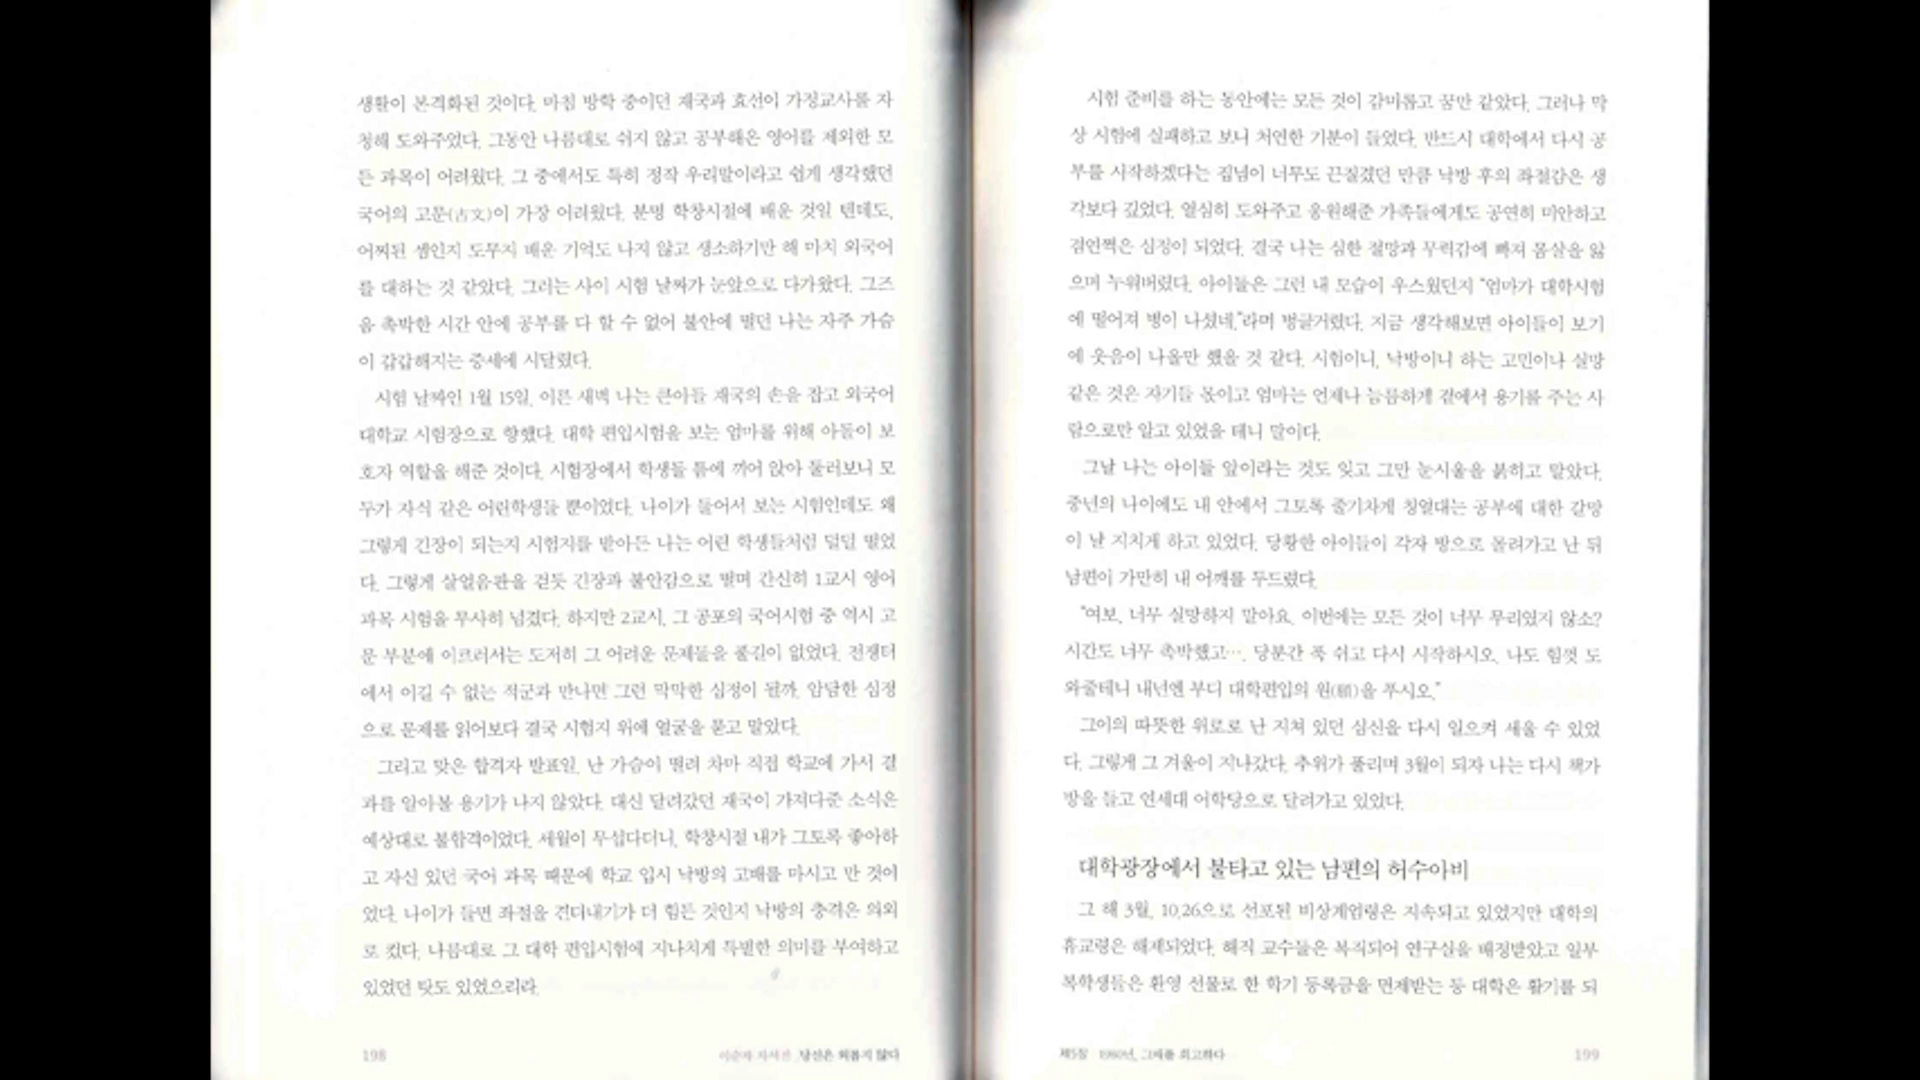 생활이 본격화된 것이다. 마침 방학 중이던 재국과 효선이 가정교사를 자
청해 도와주었다. 그동안 나름대로 쉬지 않고 공부해온 영어를 제외한 모
든 과목이 어려웠다. 그 중에서도 특히 정작 우리말이라고 쉽게 생각했던
국어의 고문(古文)이 가장 어려웠다. 분명 학창시절에 배운 것일 텐데도,
어찌된 셈인지 도무지 배운 기억도 나지 않고 생소하기만 해 마치 외국어
를 대하는 것 같았다. 그러는 사이 시험 날짜가 눈앞으로 다가왔다. 그즈
음 촉박한 시간 안에 공부를 다 할 수 없어 불안에 떨던 나는 자주 가슴
이 갑갑해지는 증세에 시달렸다.
시험 날짜인 1월 15일, 이른 새벽 나는 큰아들 재국의 손을 잡고 외국어
대학교 시험장으로 향했다. 대학 편입시험을 보는 엄마를 위해 아들이 보
호자 역할을 해준 것이다. 시험장에서 학생들 틈에 끼어 앉아 둘러보니 모
두가 자식 같은 어린학생들 뿐이었다. 나이가 들어서 보는 시험인데도 왜
그렇게 긴장이 되는지 시험지를 받아든 나는 어린 학생들처럼 덜덜 떨었
다. 그렇게 살얼음판을 걷듯 긴장과 불안감으로 떨며 간신히 1교시 영어
과목 시험을 무사히 넘겼다. 하지만 2교시, 그 공포의 국어시험 중 역시 고
문 부분에 이르러서는 도저히 그 어려운 문제들을 풀길이 없었다. 전쟁터
에서 이길 수 없는 적군과 만나면 그런 막막한 심정이 될까. 암담한 심정
으로 문제를 읽어보다 결국 시험지 위에 얼굴을 묻고 말았다.
그리고 맞은 합격자 발표일. 난 가슴이 떨려 차마 직접 학교에 가서 결
과를 알아볼 용기가 나지 않았다. 대신 달려갔던 재국이 가져다준 소식은
예상대로 불합격이었다. 세월이 무섭다더니, 학창시절 내가 그토록 좋아하
고 자신 있던 국어 과목 때문에 학교 입시 낙방의 고배를 마시고 만 것이
었다. 나이가 들면 좌절을 견디내기가 더 힘든 것인지 낙방의 충격은 의외
로 컸다. 나름대로 그 대학 편입시험에 지나치게 특별한 의미를 부여하고
있었던 탓도 있었으리라.
198
이순자 자서전 _당신은 외롭지 않다
시험 준비를 하는 동안에는 모든 것이 감미롭고 꿈만 같았다. 그러나 막
상 시험에 실패하고 보니 처연한 기분이 들었다. 반드시 대학에서 다시 공
부를 시작하겠다는 집념이 너무도 끈질겼던 만큼 낙방 후의 좌절감은 생
각보다 깊었다. 열심히 도와주고 응원해준 가족들에게도 공연히 미안하고
겸연쩍은 심정이 되었다. 결국 나는 심한 절망과 무력감에 빠져 몸살을 앓
으며 누워버렸다. 아이들은 그런 내 모습이 우스웠던지 “엄마가 대학시험
에 떨어져 병이 나셨네.”라며 벙글거렸다. 지금 생각해보면 아이들이 보기
에 웃음이 나올만 했을 것 같다. 시험이니, 낙방이니 하는 고민이나 실망
같은 것은 자기들 몫이고 엄마는 언제나 늠름하게 곁에서 용기를 주는 사
람으로만 알고 있었을 테니 말이다.
그날 나는 아이들 앞이라는 것도 잊고 그만 눈시울을 붉히고 말았다.
중년의 나이에도 내 안에서 그토록 줄기차게 칭얼대는 공부에 대한 갈망
이 날 지치게 하고 있었다. 당황한 아이들이 각자 방으로 몰려가고 난 뒤
남편이 가만히 내 어깨를 두드렸다.
“여보, 너무 실망하지 말아요. 이번에는 모든 것이 너무 무리였지 않소?
시간도 너무 촉박했고…. 당분간 푹 쉬고 다시 시작하시오. 나도 힘껏 도
와줄테니 내년엔 부디 대학편입의 원(願)을 푸시오.”
그이의 따뜻한 위로로 난 지쳐 있던 심신을 다시 일으켜 세울 수 있었
다. 그렇게 그 겨울이 지나갔다. 추위가 풀리며 3월이 되자 나는 다시 책가
방을 들고 연세대 어학당으로 달려가고 있었다.
대학광장에서 불타고 있는 남편의 허수아비
그 해 3월, 10.26으로 선포된 비상계엄령은 지속되고 있었지만 대학의
휴교령은 해제되었다. 해직 교수들은 복직되어 연구실을 배정받았고 일부
복학생들은 환영 선물로 한 학기 등록금을 면제받는 등 대학은 활기를 되
제5장 1980년, 그때를 회고하다
199